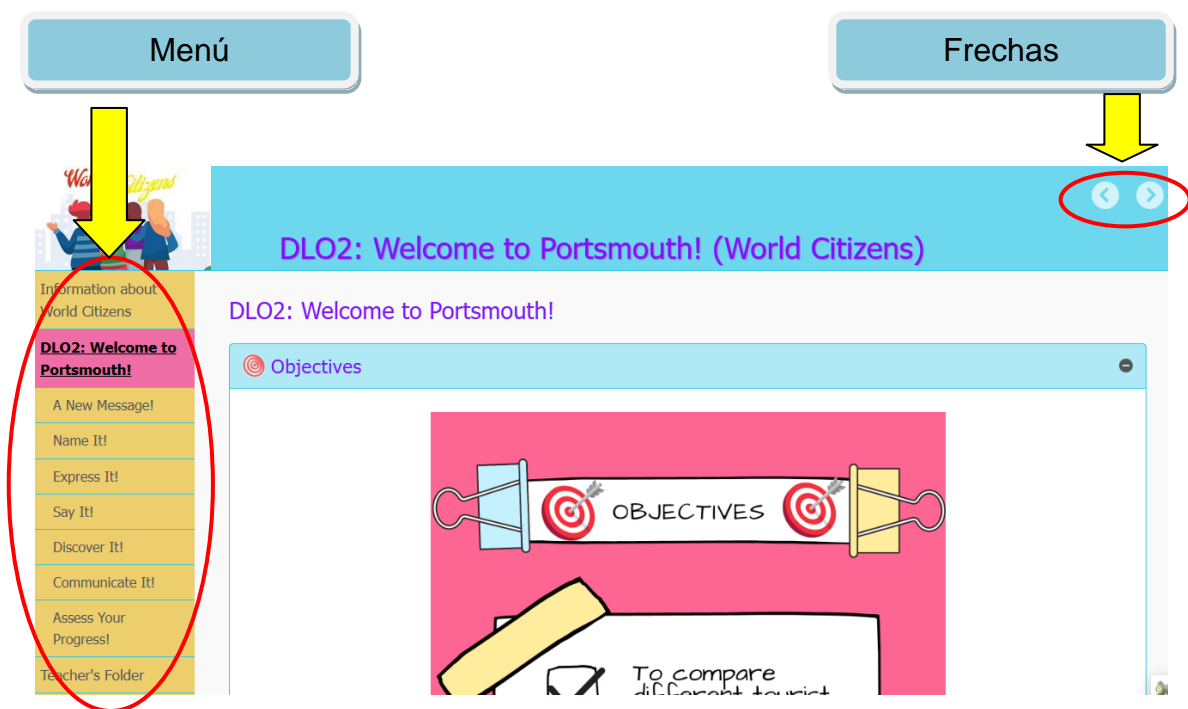 Menú
Frechas
DLO2: Welcome to Portsmouth! (World Citizens)
Information about
World Citizens
DLO2: Welcome to
Portsmouth!
A New Message!
Name It!
Express It!
Say It!
Discover It!
Communicate It!
Assess Your
Progress!
Teacher's Folder
DLO2: Welcome to Portsmouth!
Objectives
OBJECTIVES
To compare
different tourist